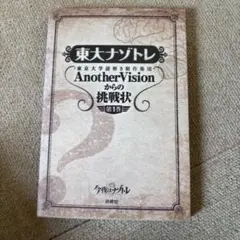 東大ナゾトレ
東京大学謎解き制作集団
AnotherVision
からの
挑戦状
第1巻
今夜はナゾトレ
扶桑社